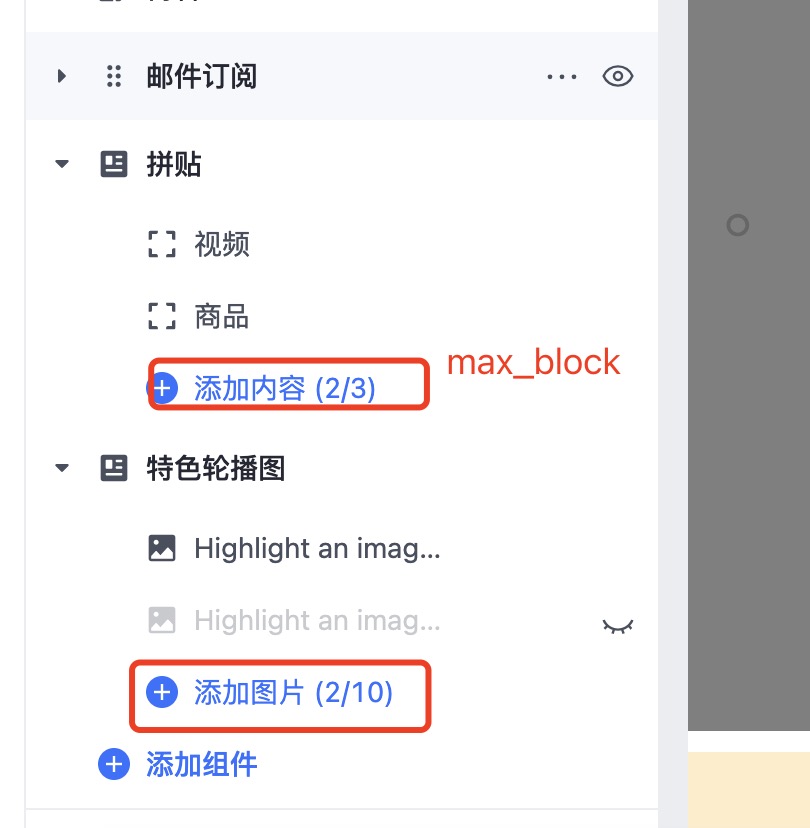 邮件订阅
拼贴
视频
商品
添加内容 (2/3)
max_block
特色轮播图
Highlight an imag...
Highlight an imag...
添加图片 (2/10)
添加组件